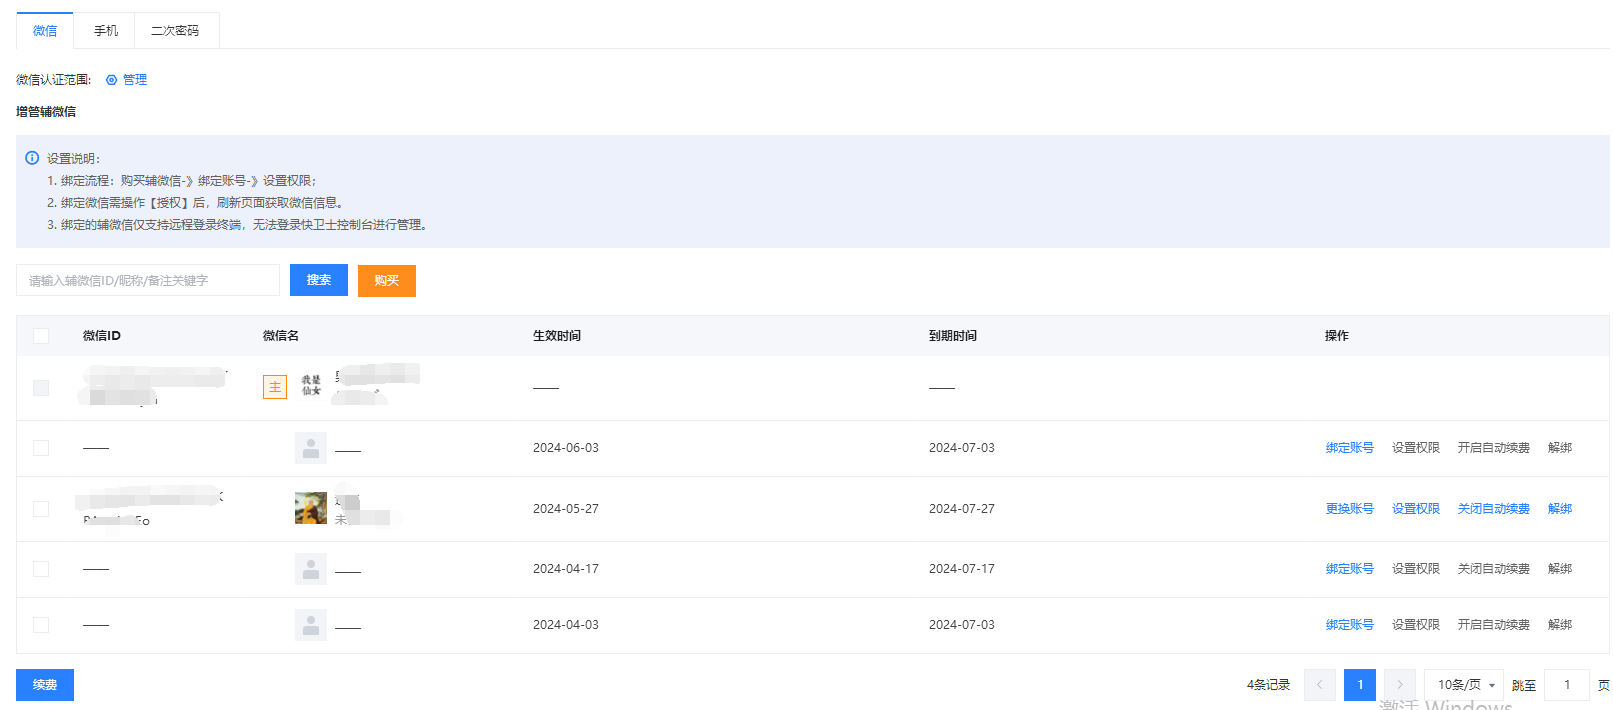 微信 手机 二次密码
微信认证范围: 管理
增管辅微信
设置说明:
1. 绑定流程：购买辅微信-》绑定账号-》设置权限；
2. 绑定微信需操作【授权】后，刷新页面获取微信信息。
3. 绑定的辅微信仅支持远程登录终端，无法登录快卫士控制台进行管理。
请输入辅微信ID/昵称/备注关键字 搜索 购买
微信ID 微信名 生效时间 到期时间 操作
主 我是仙女 —— ——
—— —— 2024-06-03 2024-07-03 绑定账号 设置权限 开启自动续费 解绑
未 2024-05-27 2024-07-27 更换账号 设置权限 关闭自动续费 解绑
—— —— 2024-04-17 2024-07-17 绑定账号 设置权限 关闭自动续费 解绑
—— —— 2024-04-03 2024-07-03 绑定账号 设置权限 开启自动续费 解绑
续费 4条记录 < 1 > 10条/页 跳至 1 页
激活 Windows